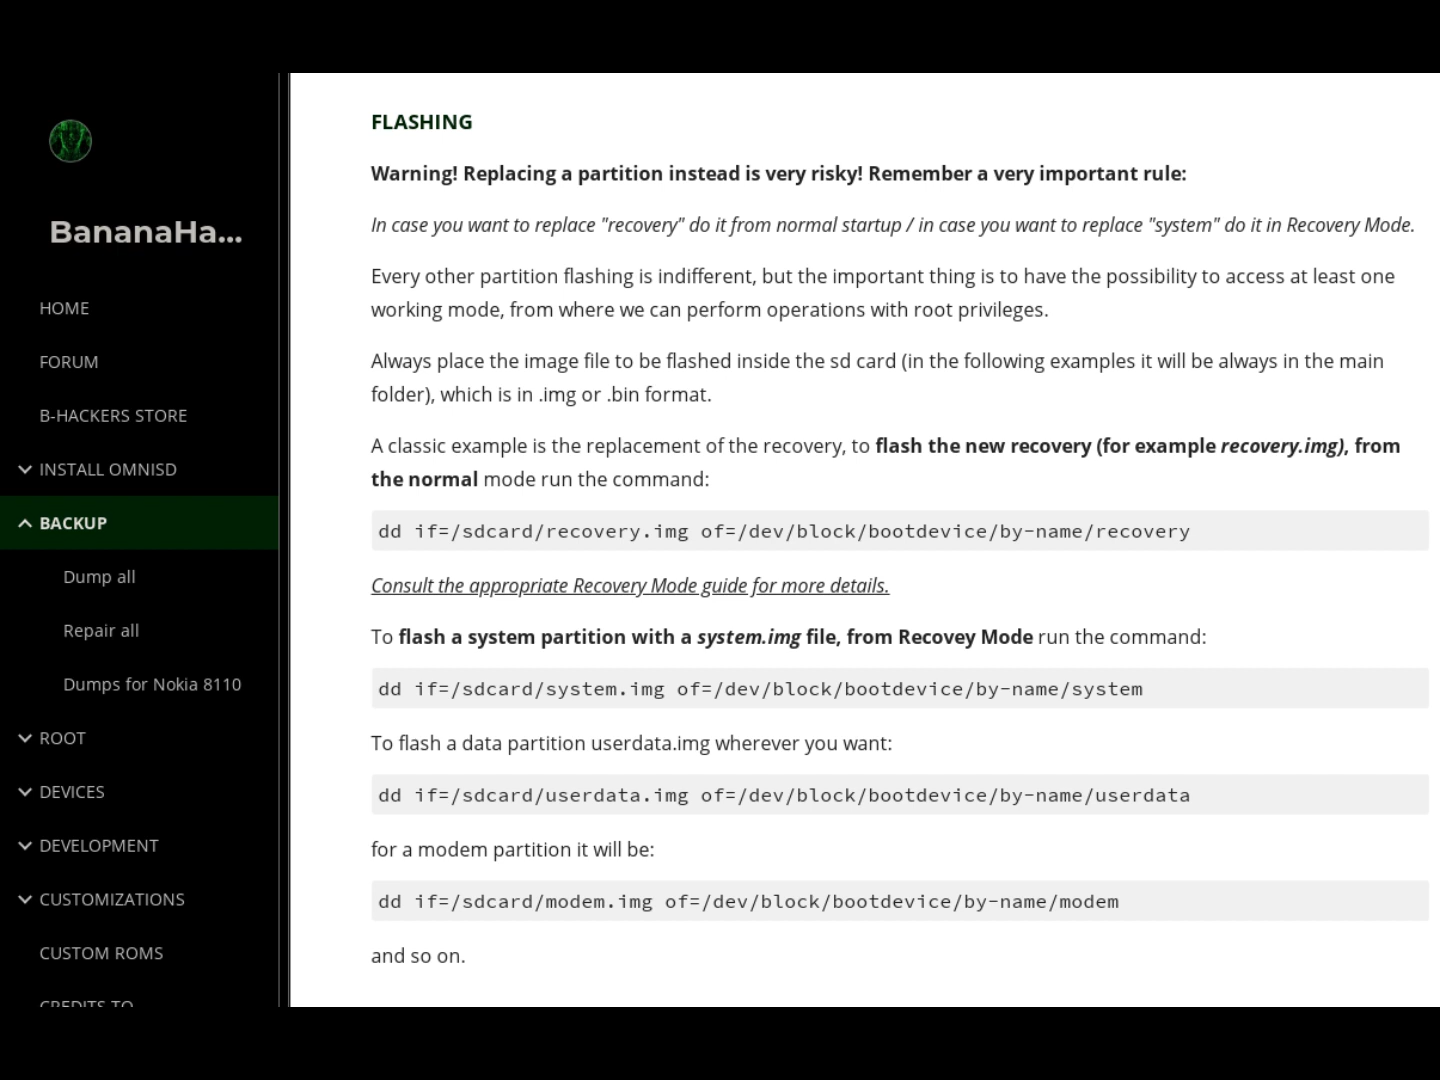 BananaHa...
HOME
FORUM
B-HACKERS STORE
INSTALL OMNISD
BACKUP
Dump all
Repair all
Dumps for Nokia 8110
ROOT
DEVICES
DEVELOPMENT
CUSTOMIZATIONS
CUSTOM ROMS
CREDITS TO
FLASHING
Warning! Replacing a partition instead is very risky! Remember a very important rule:
In case you want to replace "recovery" do it from normal startup / in case you want to replace "system" do it in Recovery Mode.
Every other partition flashing is indifferent, but the important thing is to have the possibility to access at least one
working mode, from where we can perform operations with root privileges.
Always place the image file to be flashed inside the sd card (in the following examples it will be always in the main
folder), which is in .img or .bin format.
A classic example is the replacement of the recovery, to flash the new recovery (for example recovery.img), from
the normal mode run the command:
dd if=/sdcard/recovery.img of=/dev/block/bootdevice/by-name/recovery
Consult the appropriate Recovery Mode guide for more details.
To flash a system partition with a system.img file, from Recovey Mode run the command:
dd if=/sdcard/system.img of=/dev/block/bootdevice/by-name/system
To flash a data partition userdata.img wherever you want:
dd if=/sdcard/userdata.img of=/dev/block/bootdevice/by-name/userdata
for a modem partition it will be:
dd if=/sdcard/modem.img of=/dev/block/bootdevice/by-name/modem
and so on.